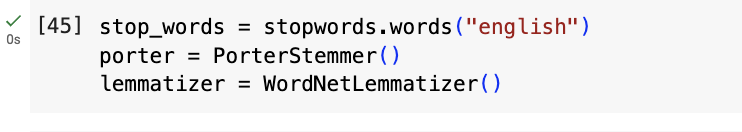 [45] stop_words = stopwords.words("english")
0s porter = PorterStemmer()
lemmatizer = WordNetLemmatizer()